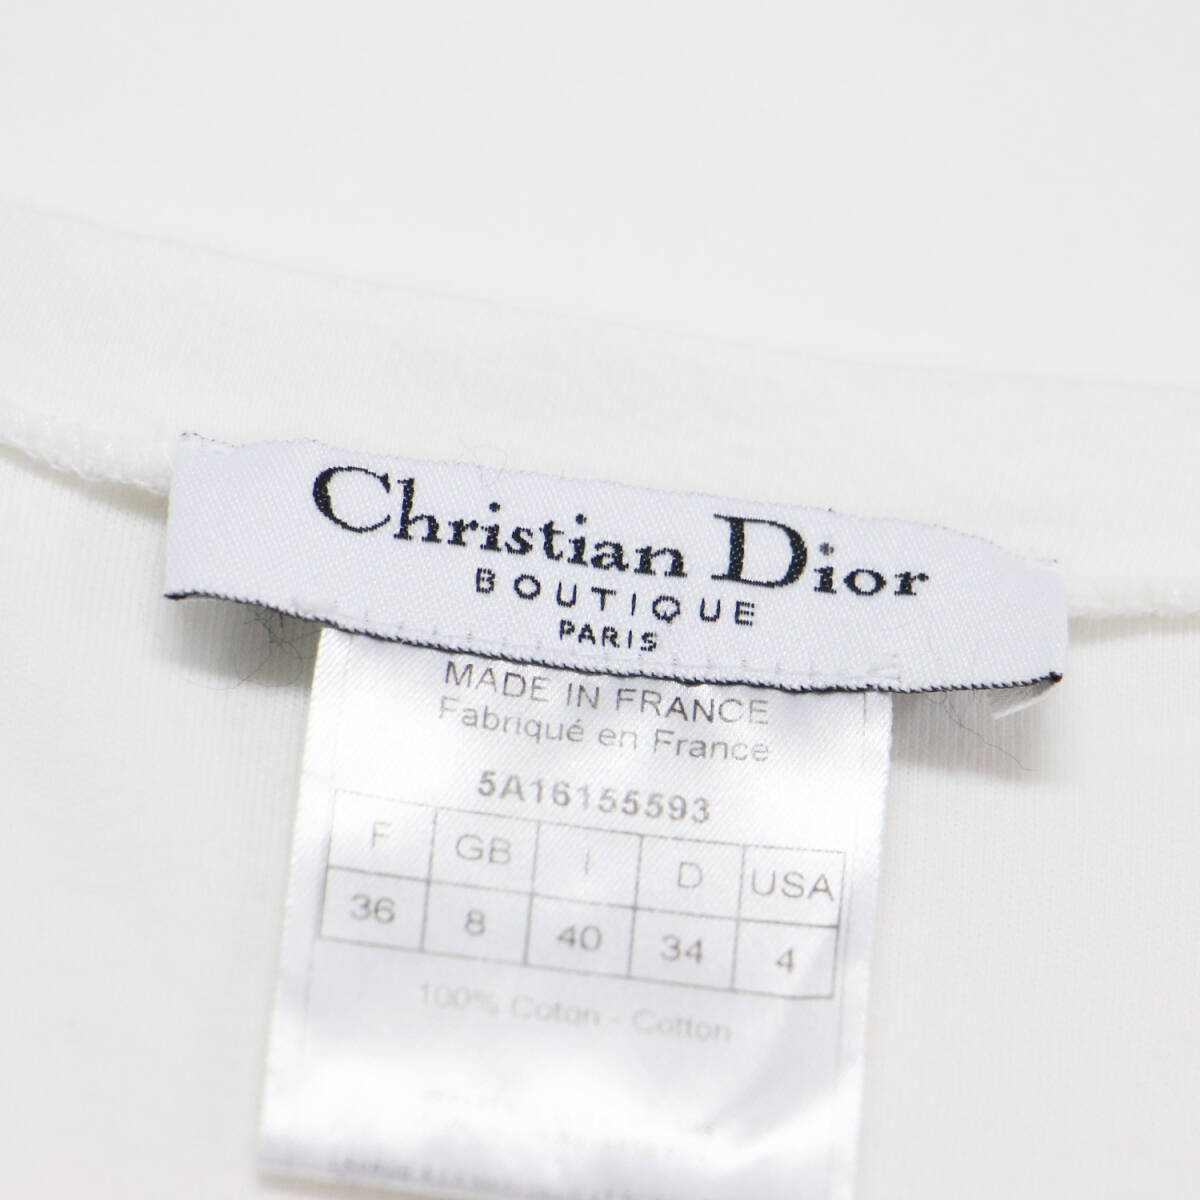 Christian Dior
BOUTIQUE
PARIS
MADE IN FRANCE
Fabriqué en France
5A16155593
F GB I D USA
36 8 40 34 4
100% Coton - Cotton